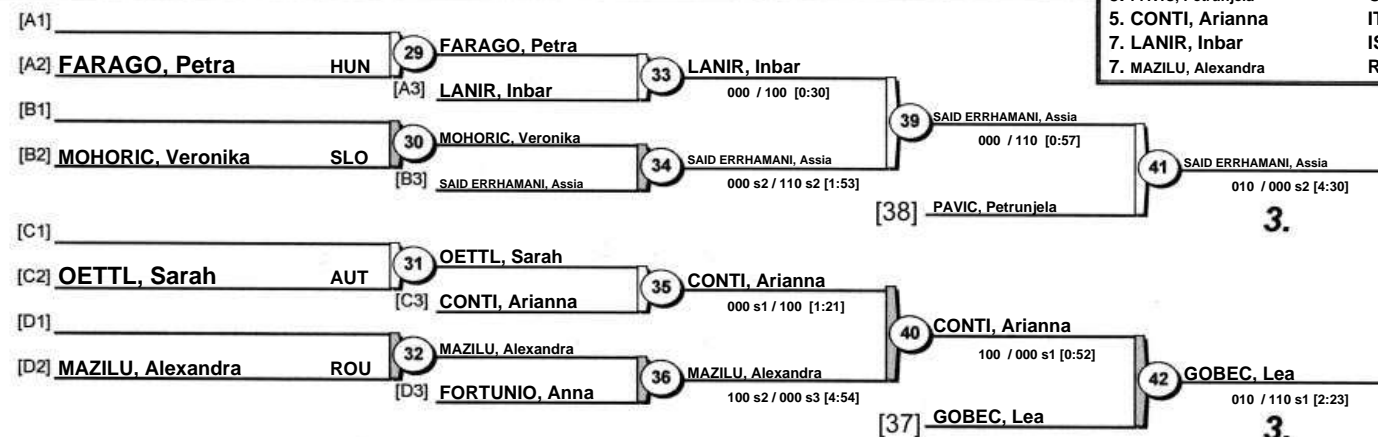 5. CONTI, Arianna
7. LANIR, Inbar
7. MAZILU, Alexandra R
[A1]
[A2] FARAGO, Petra HUN
29
FARAGO, Petra
[A3] LANIR, Inbar
33
LANIR, Inbar
000 / 100 [0:30]
[B1]
[B2] MOHORIC, Veronika SLO
30
MOHORIC, Veronika
[B3] SAID ERRHAMANI, Assia
34
SAID ERRHAMANI, Assia
000 s2 / 110 s2 [1:53]
39
SAID ERRHAMANI, Assia
000 / 110 [0:57]
[38] PAVIC, Petrunjela
41
SAID ERRHAMANI, Assia
010 / 000 s2 [4:30]
3.
[C1]
[C2] OETTL, Sarah AUT
31
OETTL, Sarah
[C3] CONTI, Arianna
35
CONTI, Arianna
000 s1 / 100 [1:21]
[D1]
[D2] MAZILU, Alexandra ROU
32
MAZILU, Alexandra
[D3] FORTUNIO, Anna
36
MAZILU, Alexandra
100 s2 / 000 s3 [4:54]
40
CONTI, Arianna
100 / 000 s1 [0:52]
[37] GOBEC, Lea
42
GOBEC, Lea
010 / 110 s1 [2:23]
3.